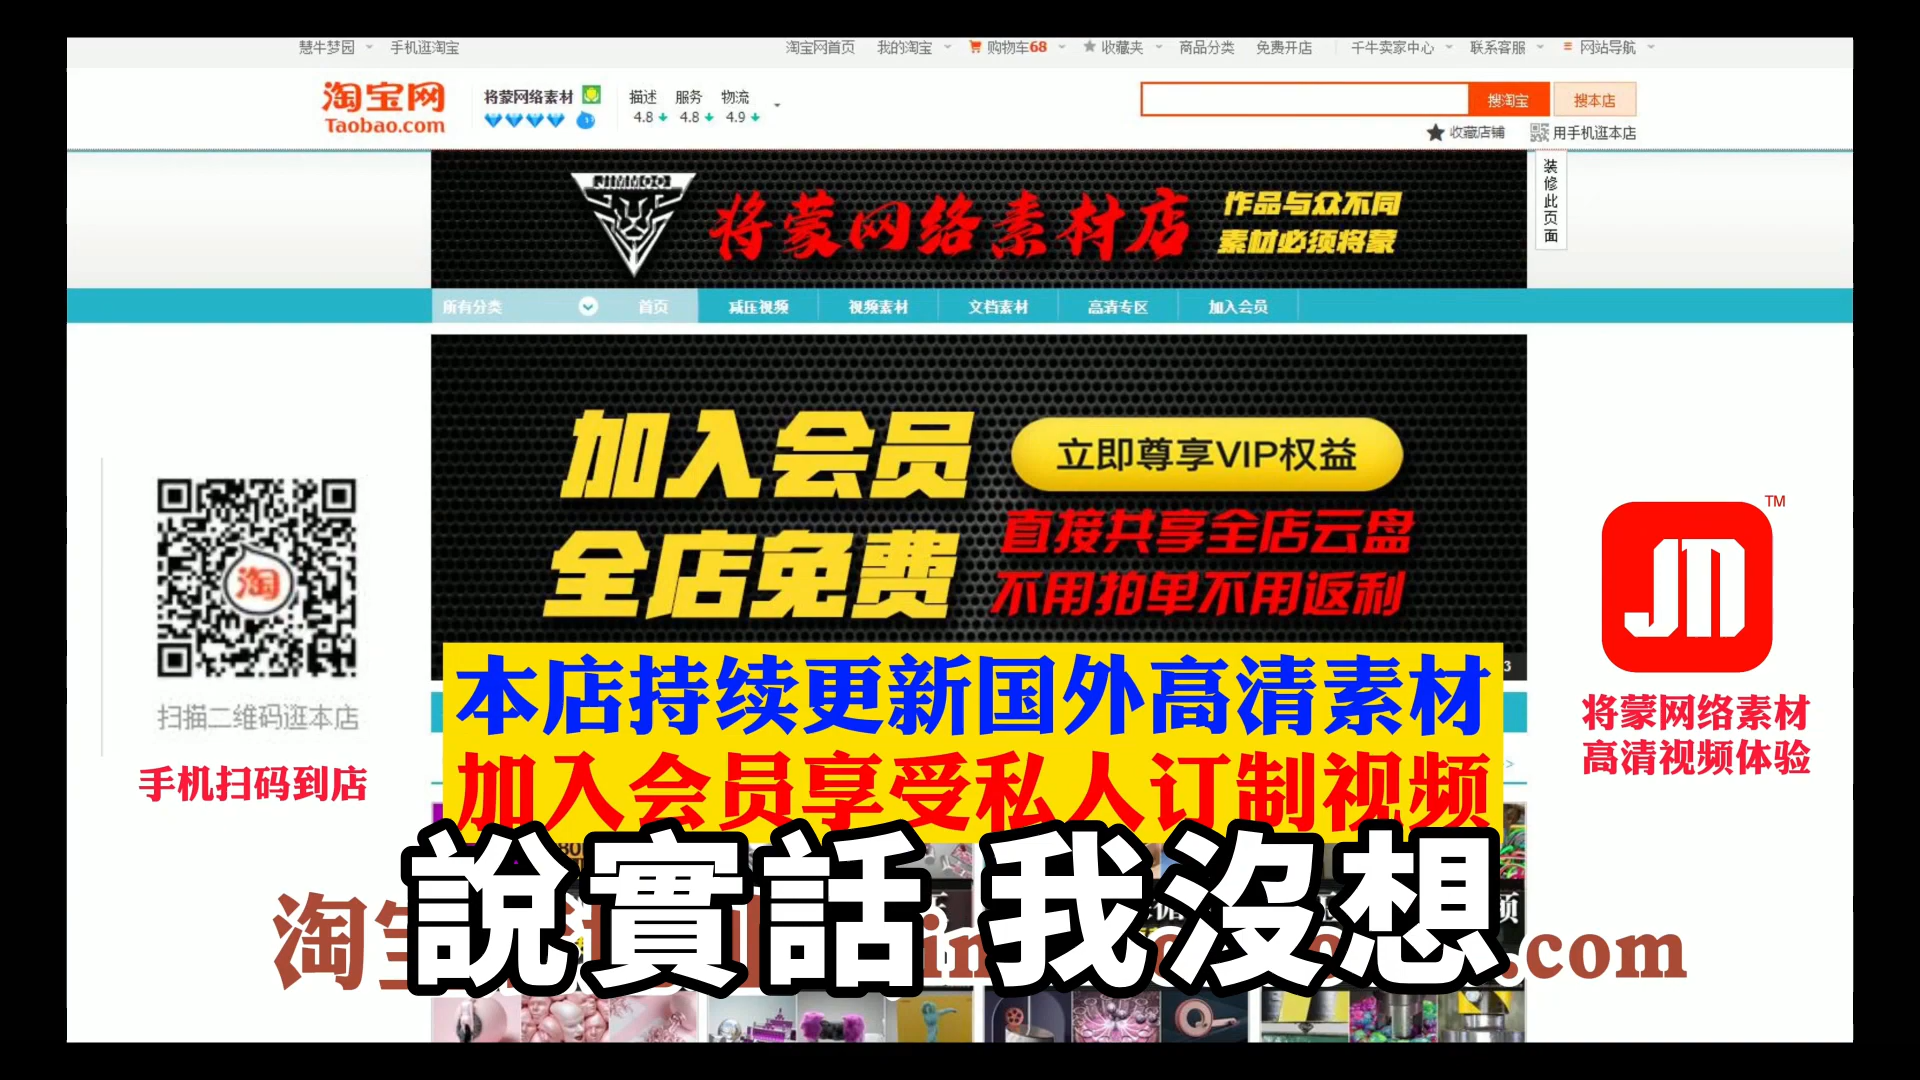 慧牛梦园 手机逛淘宝 淘宝网首页 我的淘宝 购物车68 收藏夹 商品分类 免费开店 千牛卖家中心 联系客服 网站导航
淘宝网
Taobao.com
将蒙网络素材
描述 服务 物流
4.8 4.8 4.9
搜淘宝 搜本店
收藏店铺 用手机逛本店
装修此页面
将蒙网络素材店
作品与众不同
素材必须将蒙
所有分类 首页 减压视频 视频素材 文档素材 高清专区 加入会员
加入会员
全店免费
立即尊享VIP权益
直接共享全店云盘
不用拍单不用返利
淘
扫描二维码逛本店
手机扫码到店
JM
TM
将蒙网络素材
高清视频体验
本店持续更新国外高清素材
加入会员享受私人订制视频
說實話 我沒想
.com